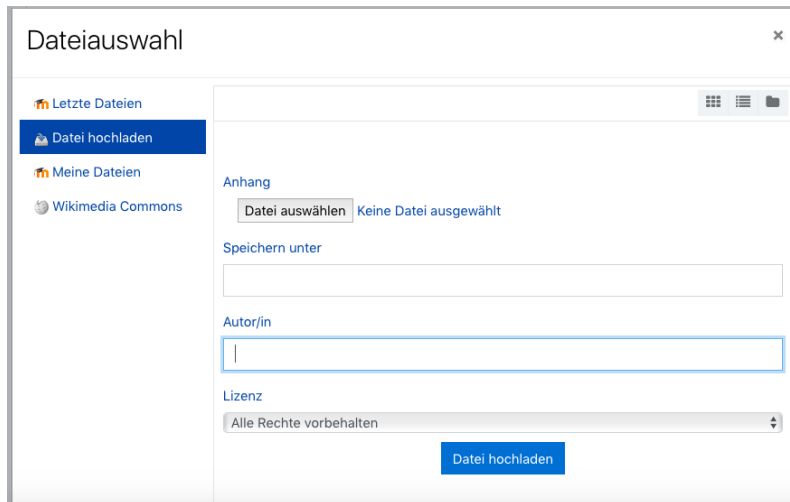 Dateiauswahl
×
Letzte Dateien
Datei hochladen
Meine Dateien
Wikimedia Commons
Anhang
Datei auswählen Keine Datei ausgewählt
Speichern unter
Autor/in
Lizenz
Alle Rechte vorbehalten
Datei hochladen